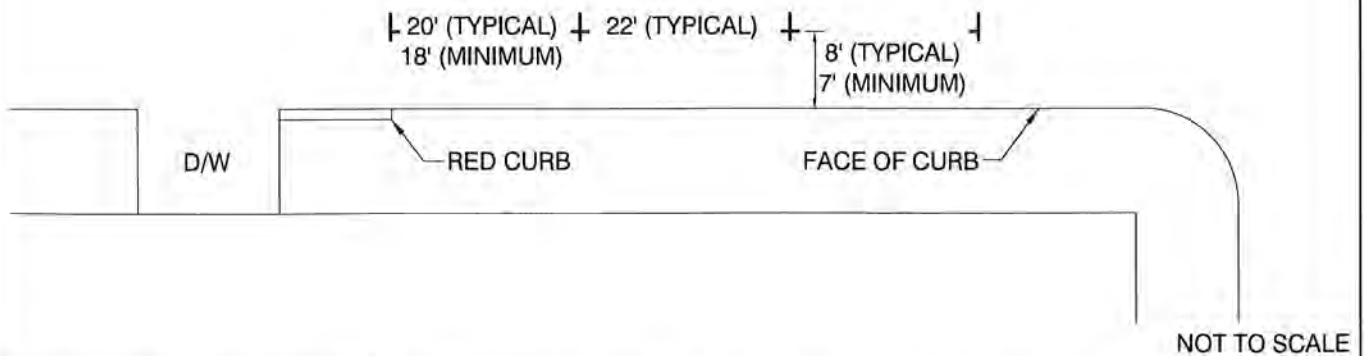 20' (TYPICAL)
18' (MINIMUM)
22' (TYPICAL)
8' (TYPICAL)
7' (MINIMUM)
D/W
RED CURB
FACE OF CURB
NOT TO SCALE